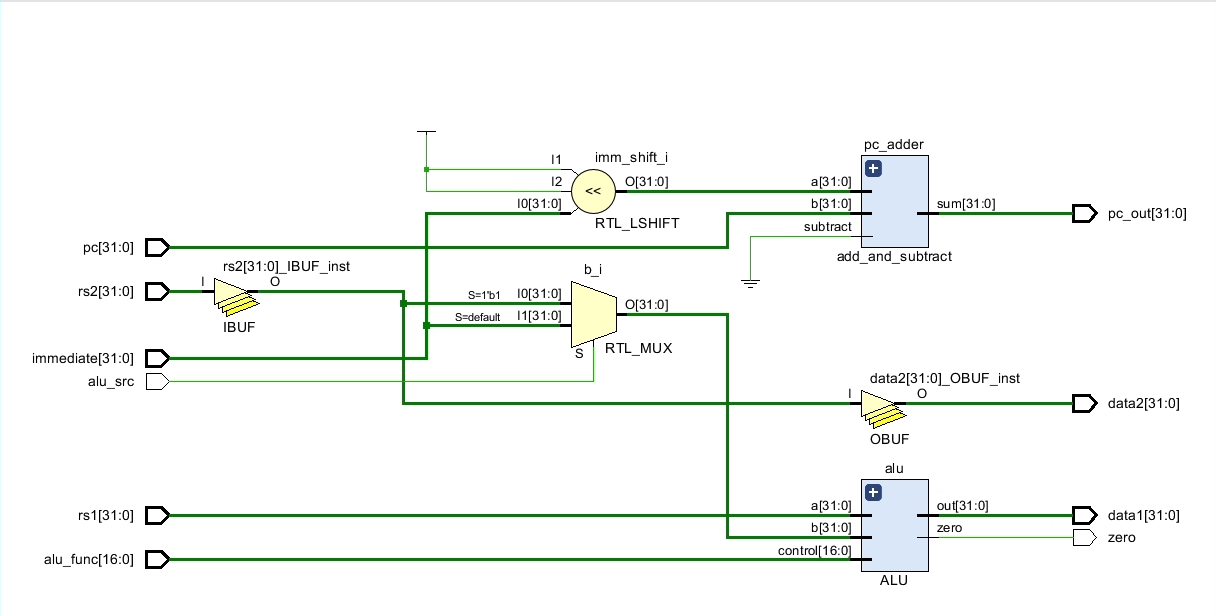 pc_adder
I1
imm_shift_i
I2
O[31:0]
<<
a[31:0]
I0[31:0]
b[31:0]
sum[31:0]
pc_out[31:0]
RTL_LSHIFT
subtract
pc[31:0]
add_and_subtract
rs2[31:0]_IBUF_inst
b_i
I
O
rs2[31:0]
S=1'b1
I0[31:0]
O[31:0]
S=default
I1[31:0]
IBUF
S
RTL_MUX
immediate[31:0]
alu_src
data2[31:0]_OBUF_inst
I
O
data2[31:0]
OBUF
alu
a[31:0]
out[31:0]
rs1[31:0]
data1[31:0]
b[31:0]
zero
zero
control[16:0]
alu_func[16:0]
ALU